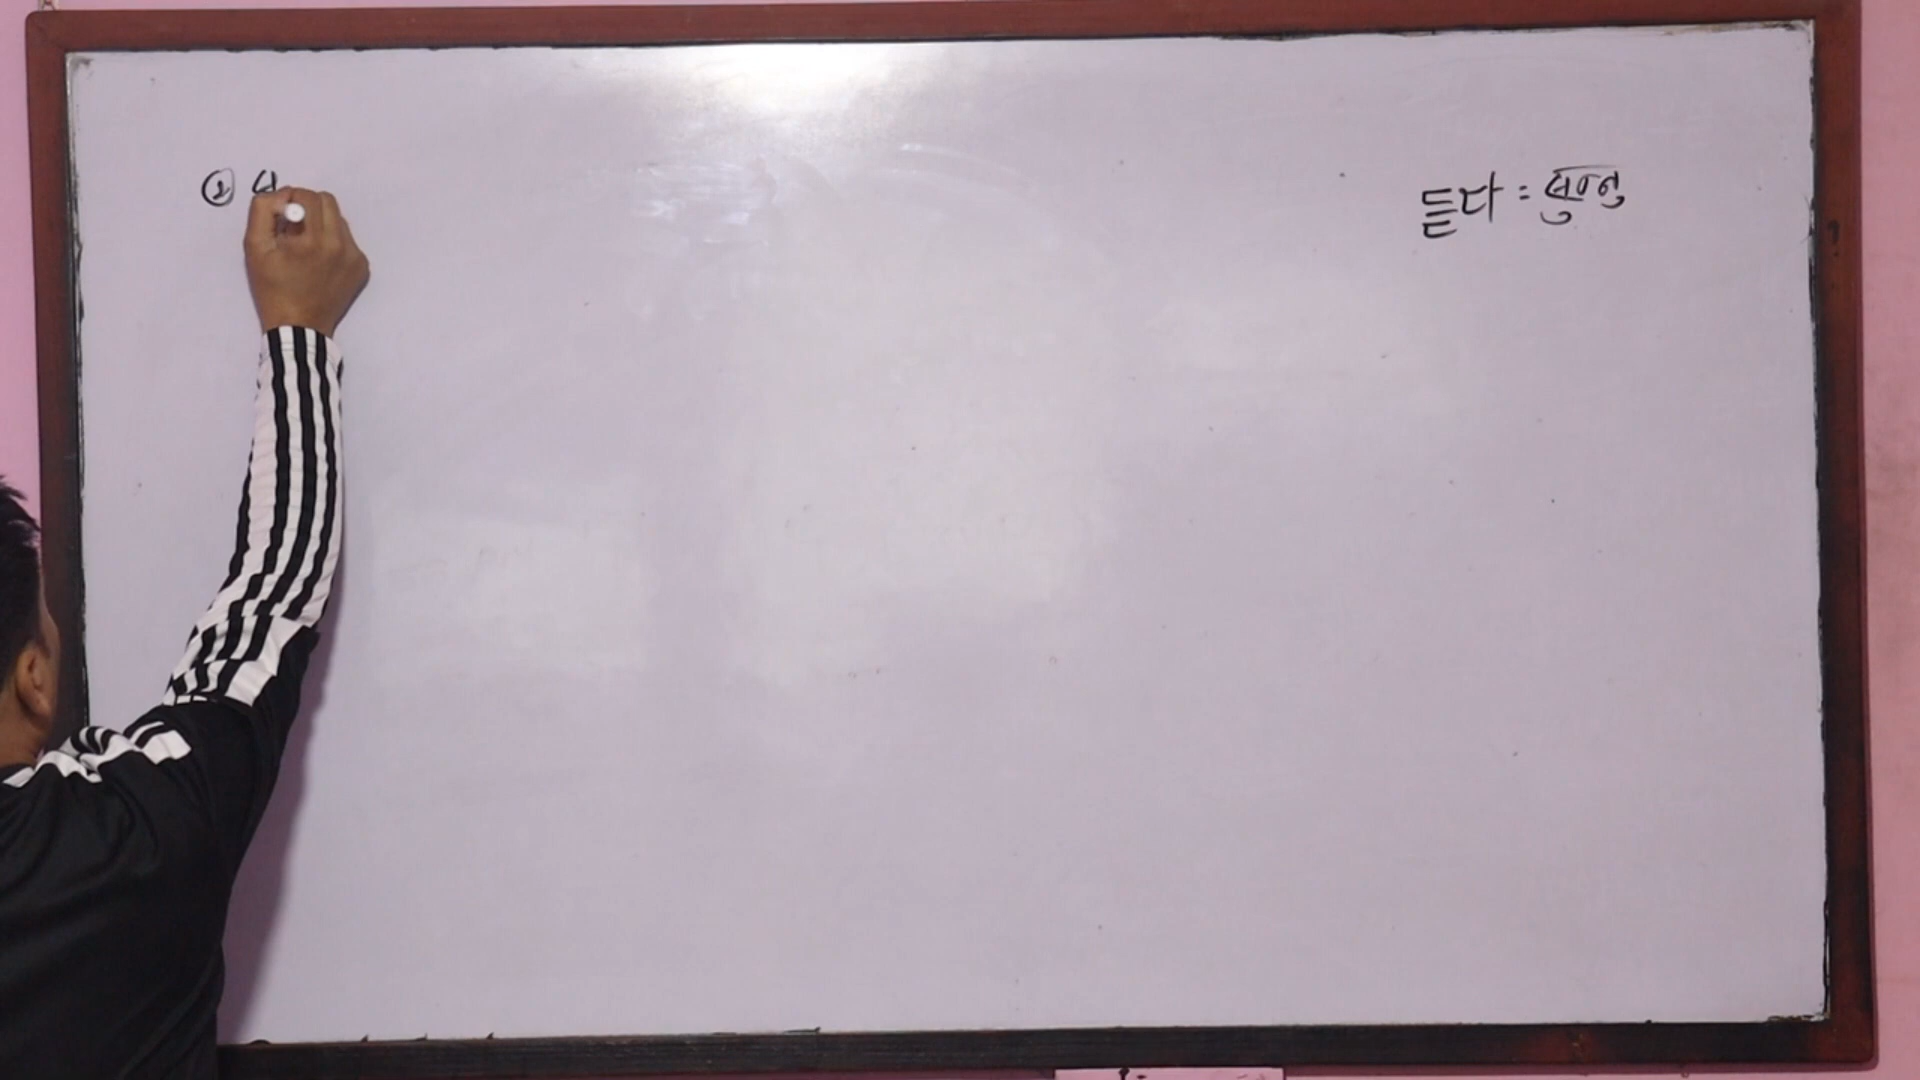 ② 
듣다 = सुन्नु